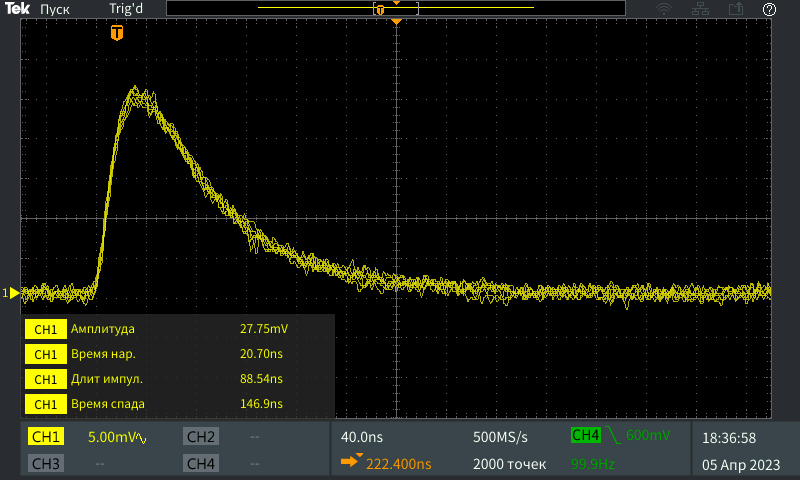 Tek Пуск Trig'd T ?
T
1
CH1 Амплитуда 27.75mV
CH1 Время нар. 20.70ns
CH1 Длит импул. 88.54ns
CH1 Время спада 146.9ns
CH1 5.00mV CH2 -- 40.0ns 500MS/s CH4 600mV 18:36:58
CH3 -- CH4 -- 222.400ns 2000 точек 99.9Hz 05 Апр 2023